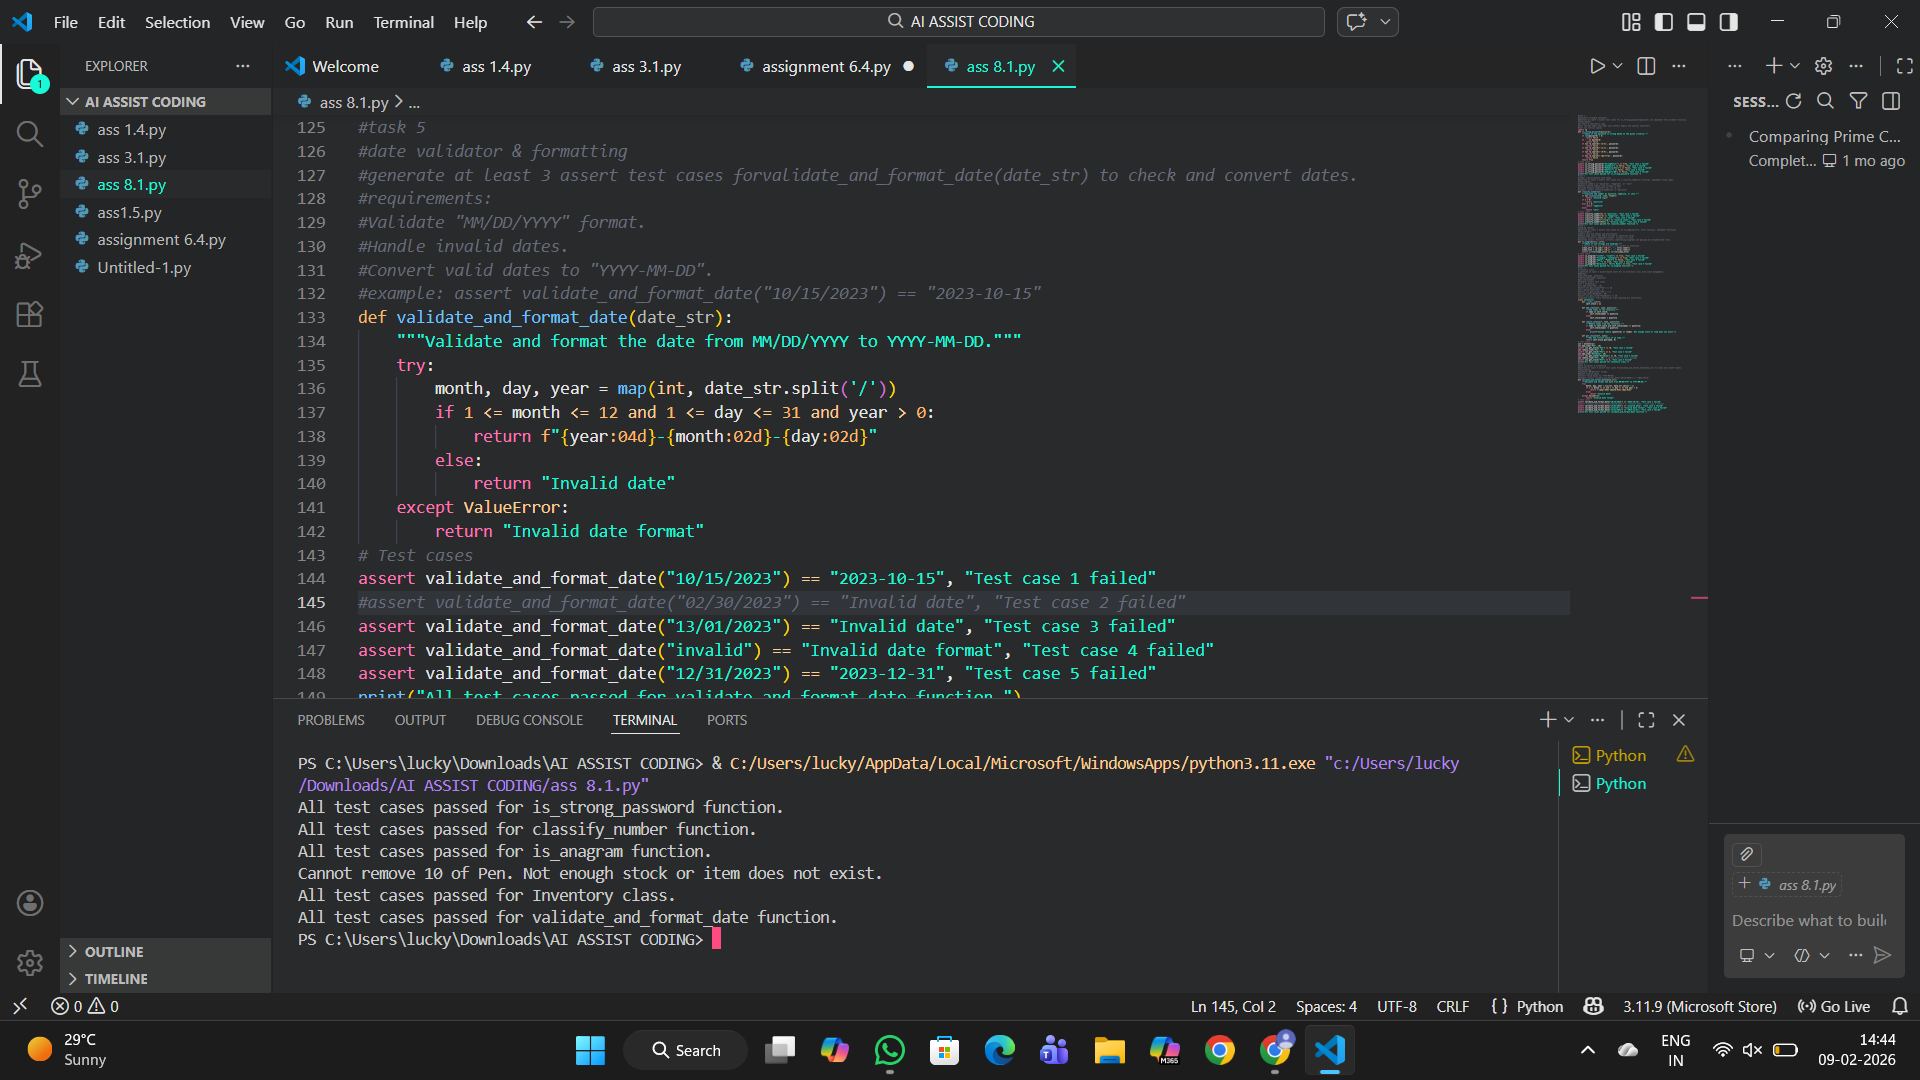 File Edit Selection View Go Run Terminal Help
AI ASSIST CODING
EXPLORER
AI ASSIST CODING
ass 1.4.py
ass 3.1.py
ass 8.1.py
ass1.5.py
assignment 6.4.py
Untitled-1.py
OUTLINE
TIMELINE
Welcome
ass 1.4.py
ass 3.1.py
assignment 6.4.py
ass 8.1.py
ass 8.1.py > ...
125 #task 5
126 #date validator & formatting
127 #generate at least 3 assert test cases forvalidate_and_format_date(date_str) to check and convert dates.
128 #requirements:
129 #Validate "MM/DD/YYYY" format.
130 #Handle invalid dates.
131 #Convert valid dates to "YYYY-MM-DD".
132 #example: assert validate_and_format_date("10/15/2023") == "2023-10-15"
133 def validate_and_format_date(date_str):
134 """Validate and format the date from MM/DD/YYYY to YYYY-MM-DD."""
135 try:
136 month, day, year = map(int, date_str.split('/'))
137 if 1 <= month <= 12 and 1 <= day <= 31 and year > 0:
138 return f"{year:04d}-{month:02d}-{day:02d}"
139 else:
140 return "Invalid date"
141 except ValueError:
142 return "Invalid date format"
143 # Test cases
144 assert validate_and_format_date("10/15/2023") == "2023-10-15", "Test case 1 failed"
145 #assert validate_and_format_date("02/30/2023") == "Invalid date", "Test case 2 failed"
146 assert validate_and_format_date("13/01/2023") == "Invalid date", "Test case 3 failed"
147 assert validate_and_format_date("invalid") == "Invalid date format", "Test case 4 failed"
148 assert validate_and_format_date("12/31/2023") == "2023-12-31", "Test case 5 failed"
149 print("All test cases passed for validate_and_format_date function.")
PROBLEMS OUTPUT DEBUG CONSOLE TERMINAL PORTS
PS C:\Users\lucky\Downloads\AI ASSIST CODING> & C:/Users/lucky/AppData/Local/Microsoft/WindowsApps/python3.11.exe "c:/Users/lucky
/Downloads/AI ASSIST CODING/ass 8.1.py"
All test cases passed for is_strong_password function.
All test cases passed for classify_number function.
All test cases passed for is_anagram function.
Cannot remove 10 of Pen. Not enough stock or item does not exist.
All test cases passed for Inventory class.
All test cases passed for validate_and_format_date function.
PS C:\Users\lucky\Downloads\AI ASSIST CODING>
Python
Python
SESS...
Comparing Prime C...
Complet... 1 mo ago
ass 8.1.py
Describe what to buil
0 0
Ln 145, Col 2 Spaces: 4 UTF-8 CRLF { } Python 3.11.9 (Microsoft Store) Go Live
29°C
Sunny
Search
M365
ENG
IN
14:44
09-02-2026